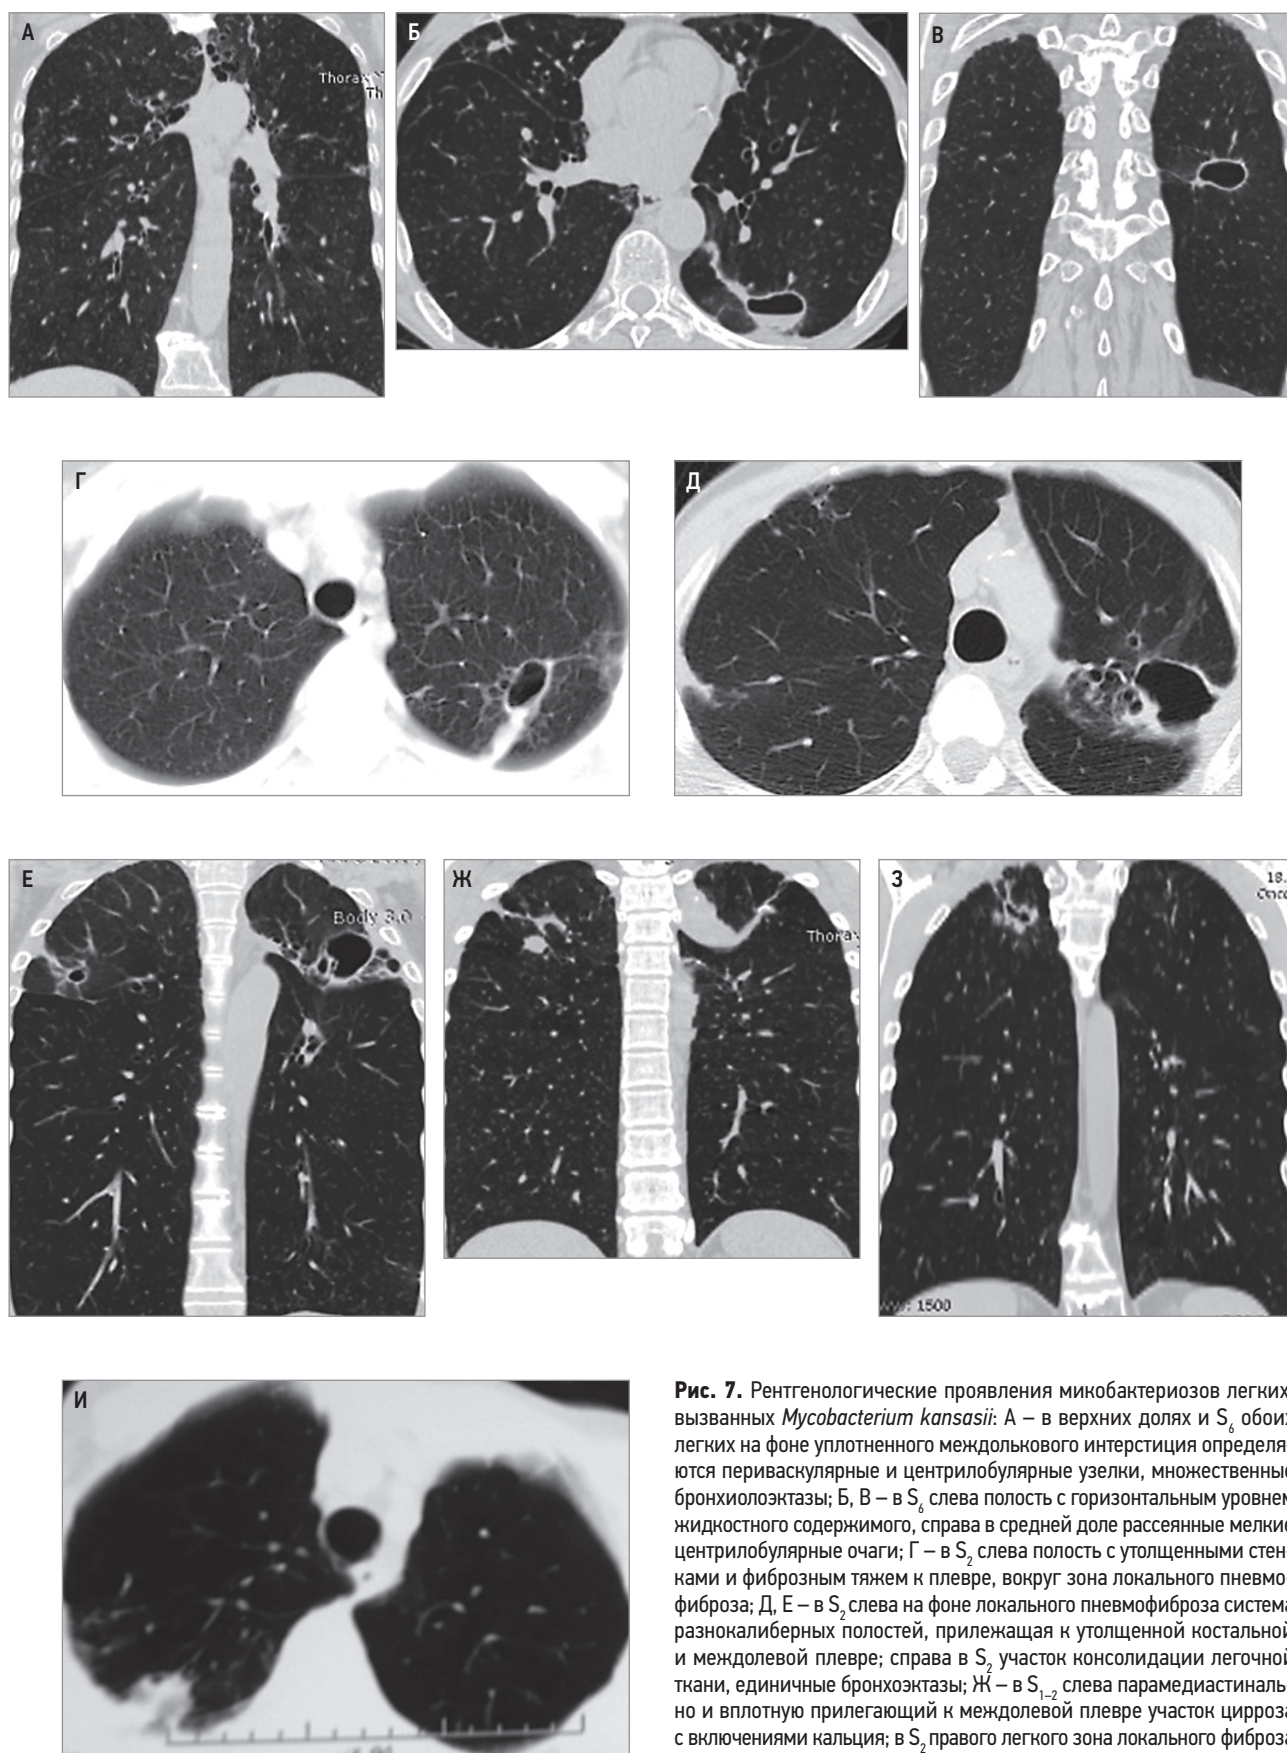 А
Б
В
Thorax
Th
Г
Д
Е
Body 3.0
Ж
Thorax
З
18.
1500
И
Рис. 7. Рентгенологические проявления микобактериозов легких,
вызванных Mycobacterium kansasii: А – в верхних долях и S6 обоих
легких на фоне уплотненного междолькового интерстиция определя-
ются периваскулярные и центрилобулярные узелки, множественные
бронхиолоэктазы; Б, В – в S6 слева полость с горизонтальным уровнем
жидкостного содержимого, справа в средней доле рассеянные мелкие
центрилобулярные очаги; Г – в S2 слева полость с утолщенными стен-
ками и фиброзным тяжем к плевре, вокруг зона локального пневмо-
фиброза; Д, Е – в S2 слева на фоне локального пневмофиброза система
разнокалиберных полостей, прилежащая к утолщенной костальной
и междолевой плевре; справа в S2 участок консолидации легочной
ткани, единичные бронхоэктазы; Ж – в S1–2 слева парамедиастиналь-
но и вплотную прилегающий к междолевой плевре участок цирроза
с включениями кальция; в S2 правого легкого зона локального фиброза